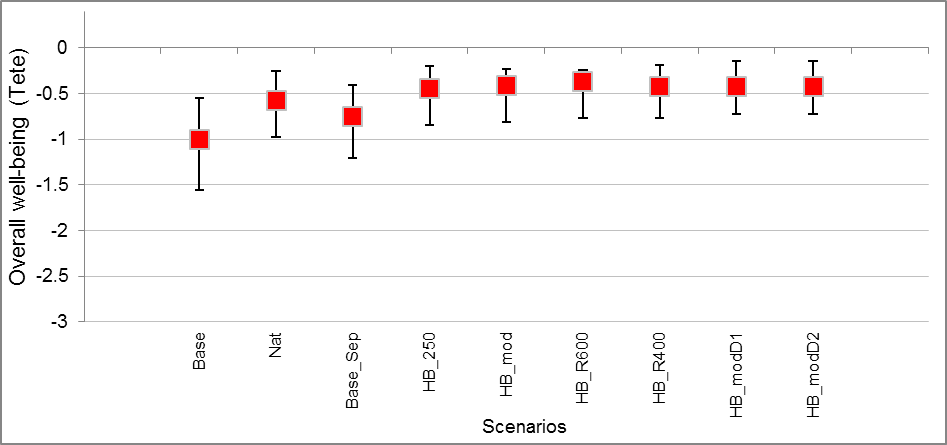 Overall well-being (Tete)
0
-0.5
-1
-1.5
-2
-2.5
-3
Base
Nat
Base_Sep
HB_250
HB_mod
HB_R600
HB_R400
HB_modD1
HB_modD2
Scenarios